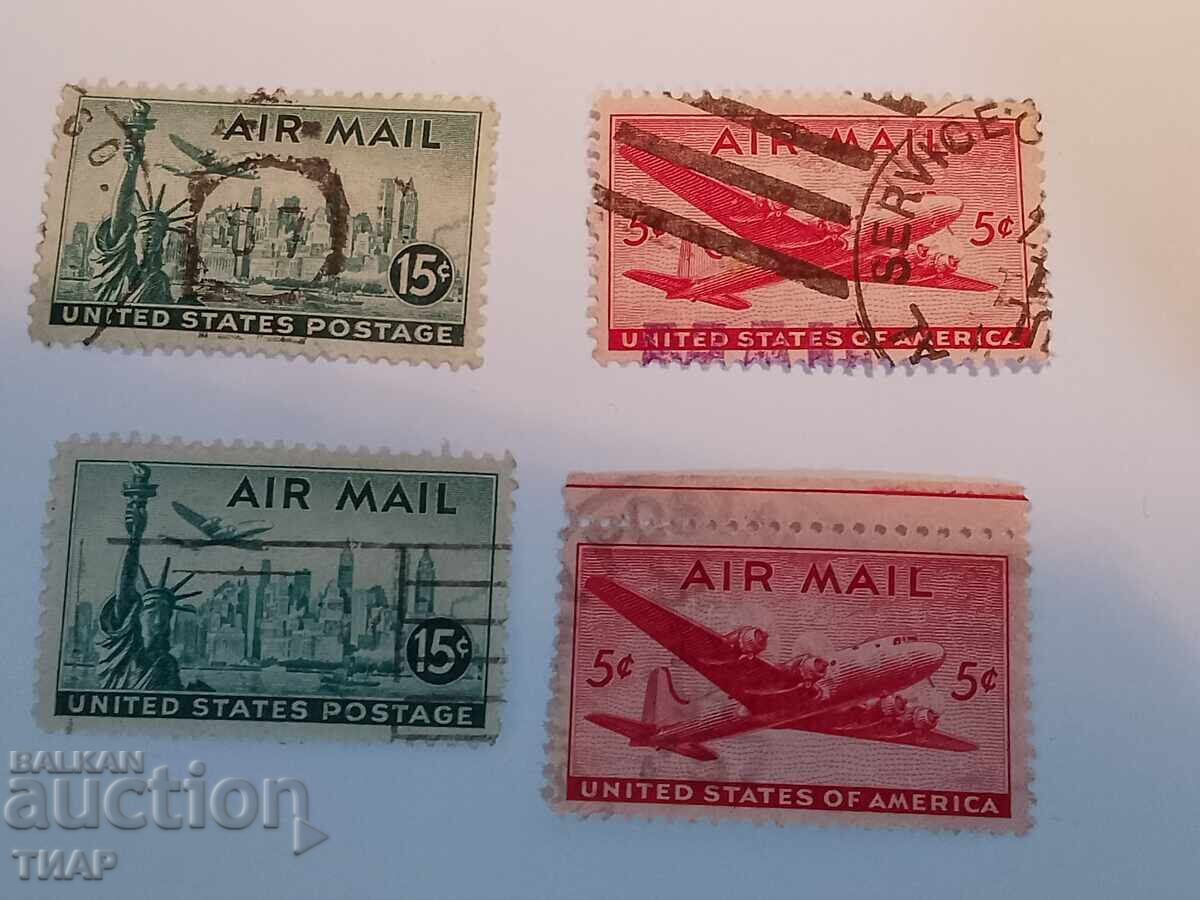 AIR MAIL
15¢
UNITED STATES POSTAGE
AIR MAIL
5¢ 5¢
UNITED STATES OF AMERICA
SERVICE
AIR MAIL
15¢
UNITED STATES POSTAGE
AIR MAIL
5¢ 5¢
UNITED STATES OF AMERICA
BALKAN
auction
ТИАР